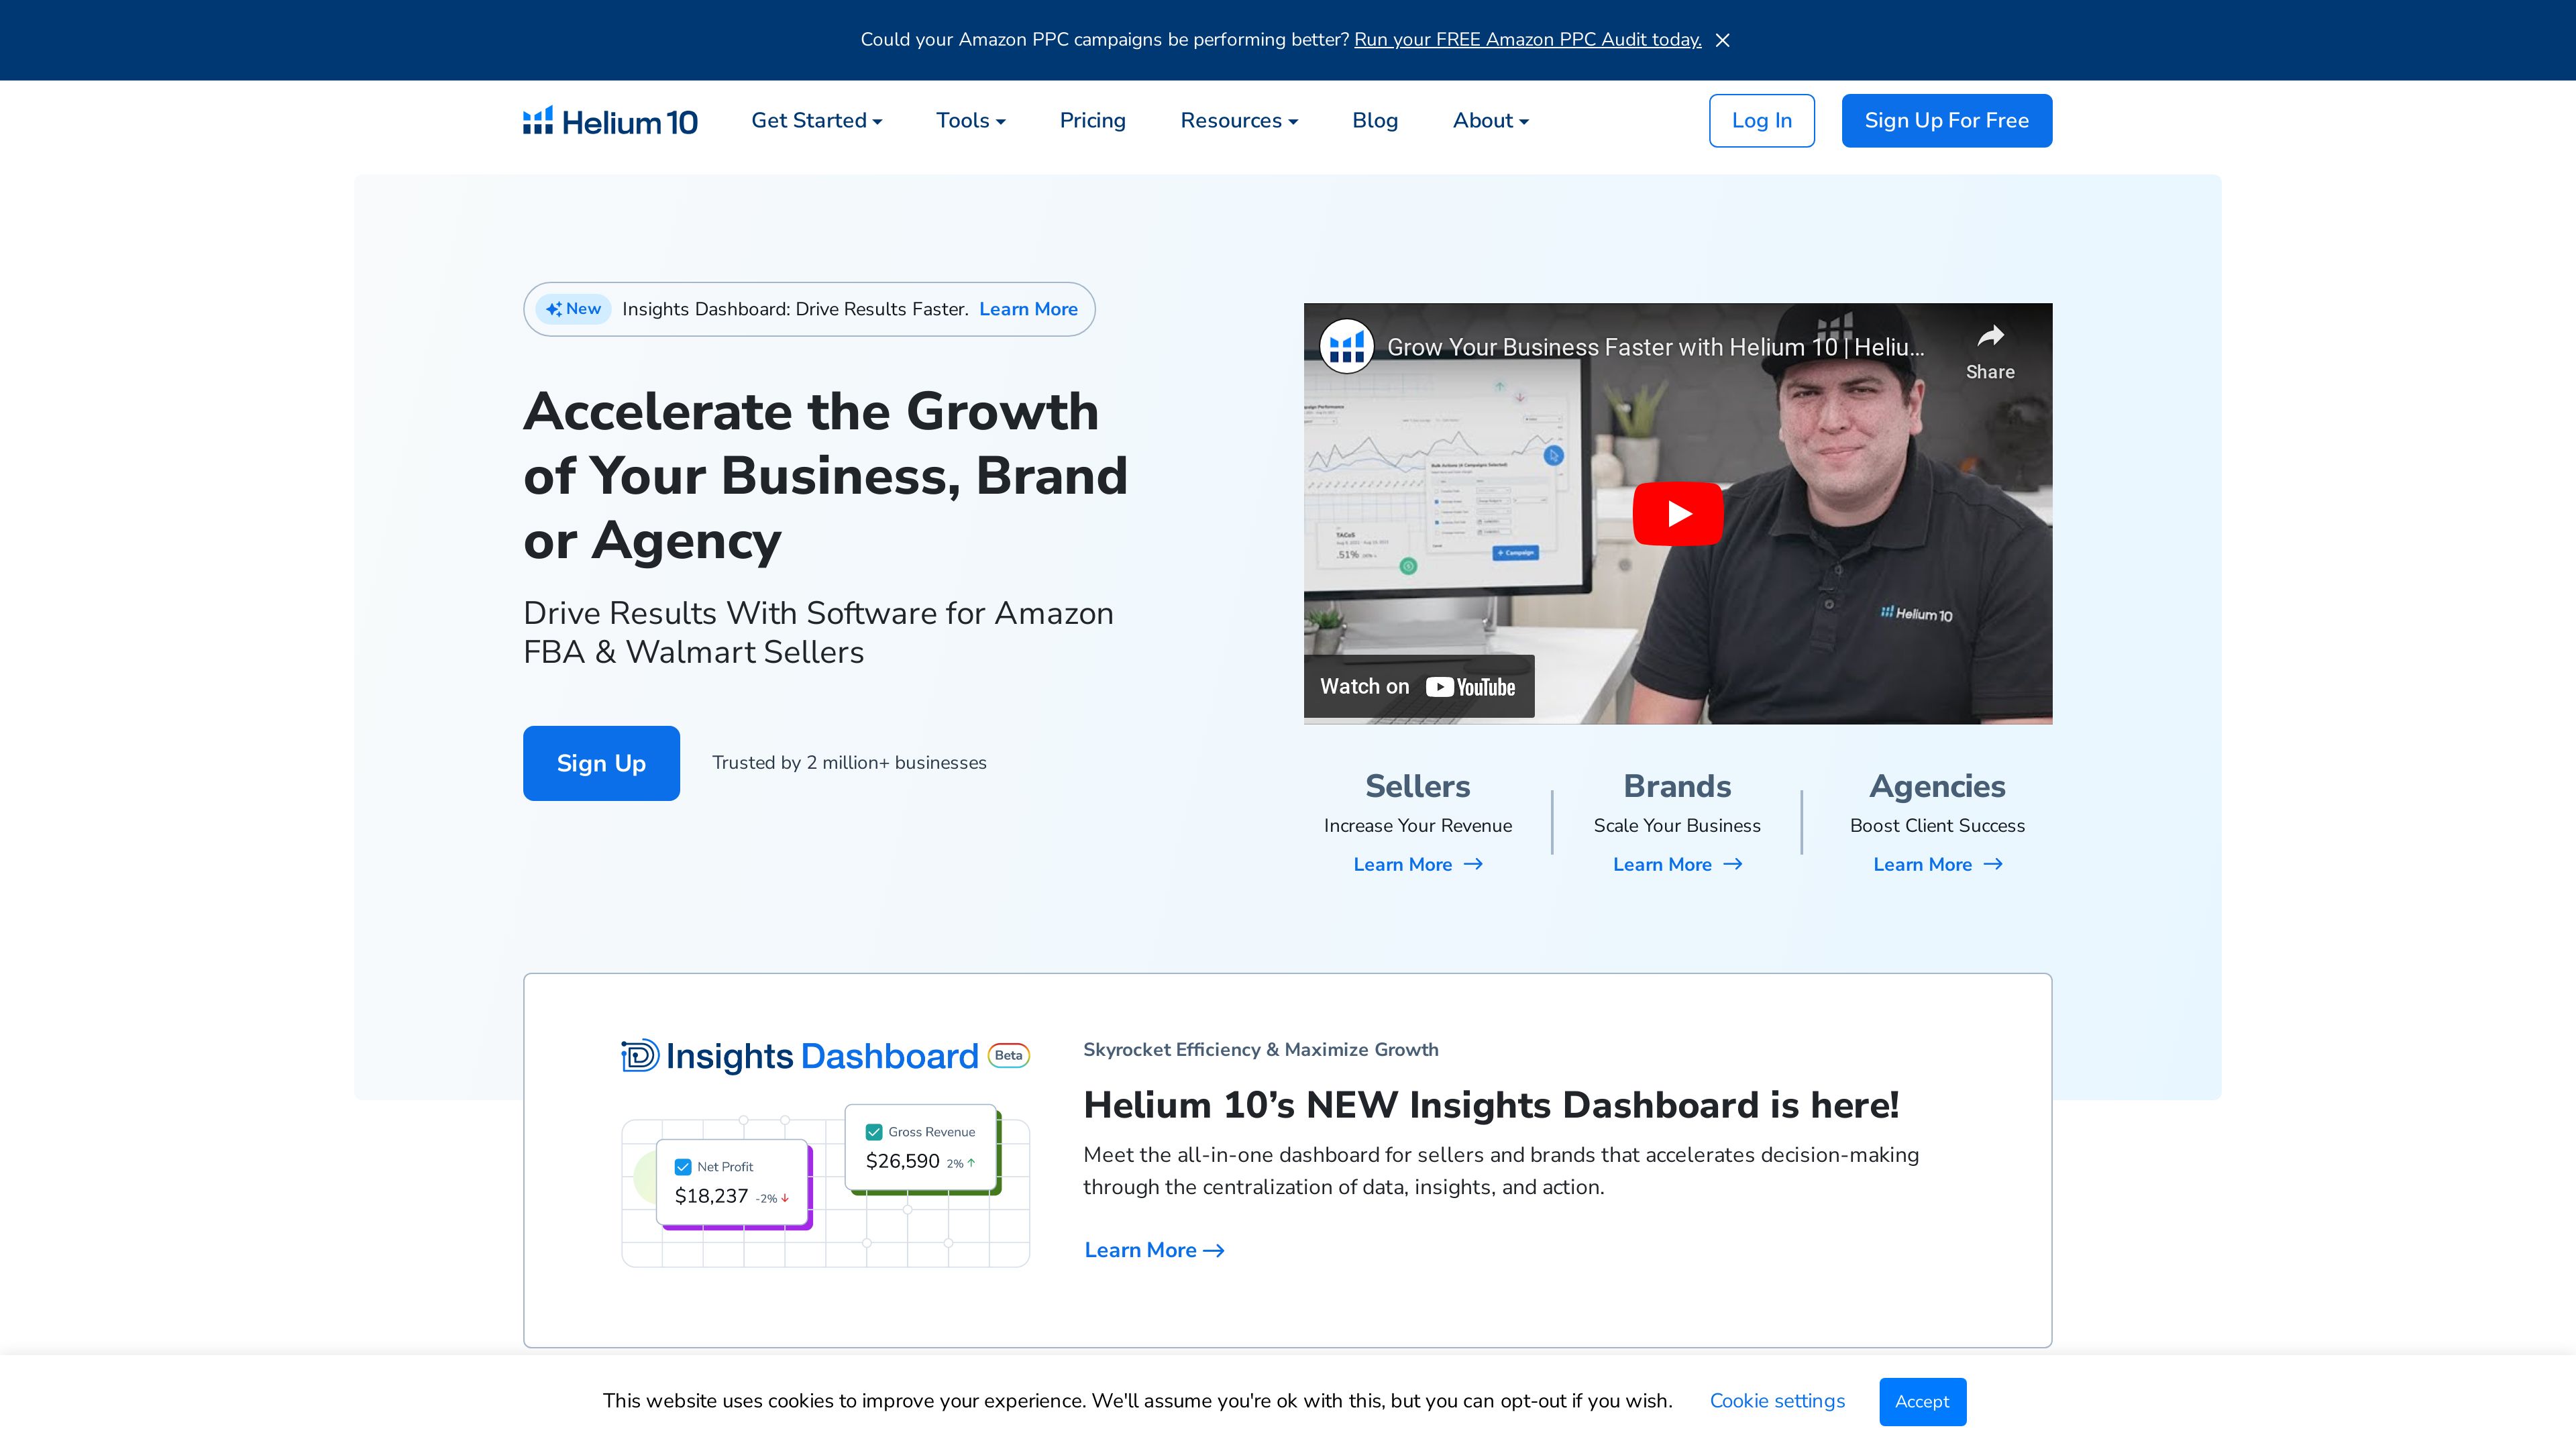 Could your Amazon PPC campaigns be performing better? Run your FREE Amazon PPC Audit today.
Helium 10
Get Started
Tools
Pricing
Resources
Blog
About
Log In
Sign Up For Free
New Insights Dashboard: Drive Results Faster. Learn More
Accelerate the Growth
of Your Business, Brand
or Agency
Drive Results With Software for Amazon
FBA & Walmart Sellers
Sign Up
Trusted by 2 million+ businesses
Grow Your Business Faster with Helium 10 | Heliu...
Share
Bulk Actions (4 Campaigns Selected)
TACoS
.51%
+ Campaign
Helium 10
Watch on YouTube
Sellers
Increase Your Revenue
Learn More
Brands
Scale Your Business
Learn More
Agencies
Boost Client Success
Learn More
Insights Dashboard Beta
Gross Revenue
$26,590 2%
Net Profit
$18,237 -2%
Skyrocket Efficiency & Maximize Growth
Helium 10’s NEW Insights Dashboard is here!
Meet the all-in-one dashboard for sellers and brands that accelerates decision-making
through the centralization of data, insights, and action.
Learn More
This website uses cookies to improve your experience. We'll assume you're ok with this, but you can opt-out if you wish.
Cookie settings
Accept